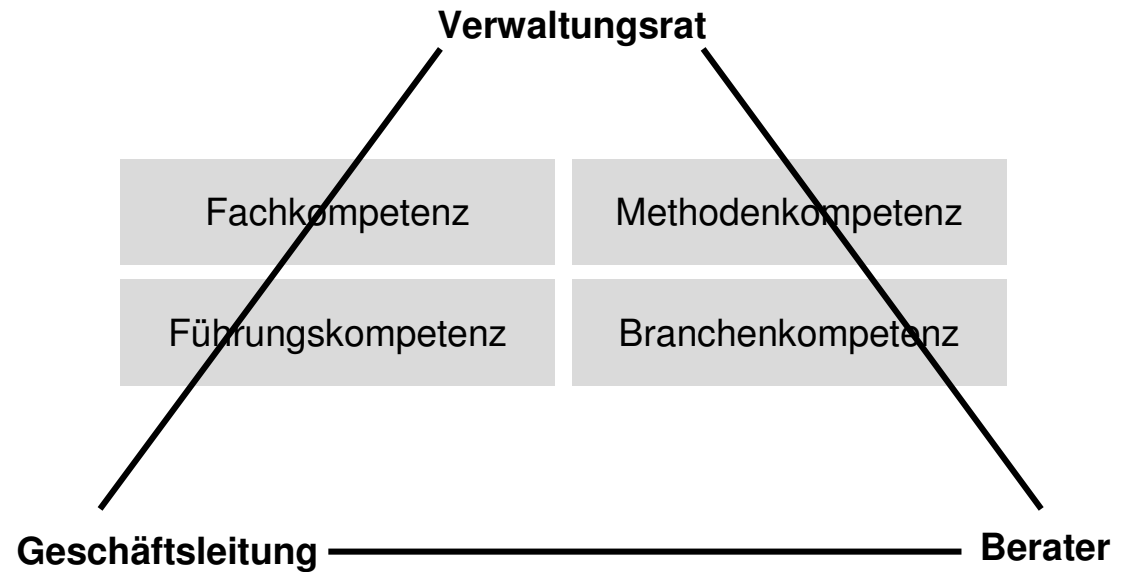 Verwaltungsrat
Fachkompetenz Methodenkompetenz
Führungskompetenz Branchenkompetenz
Geschäftsleitung Berater